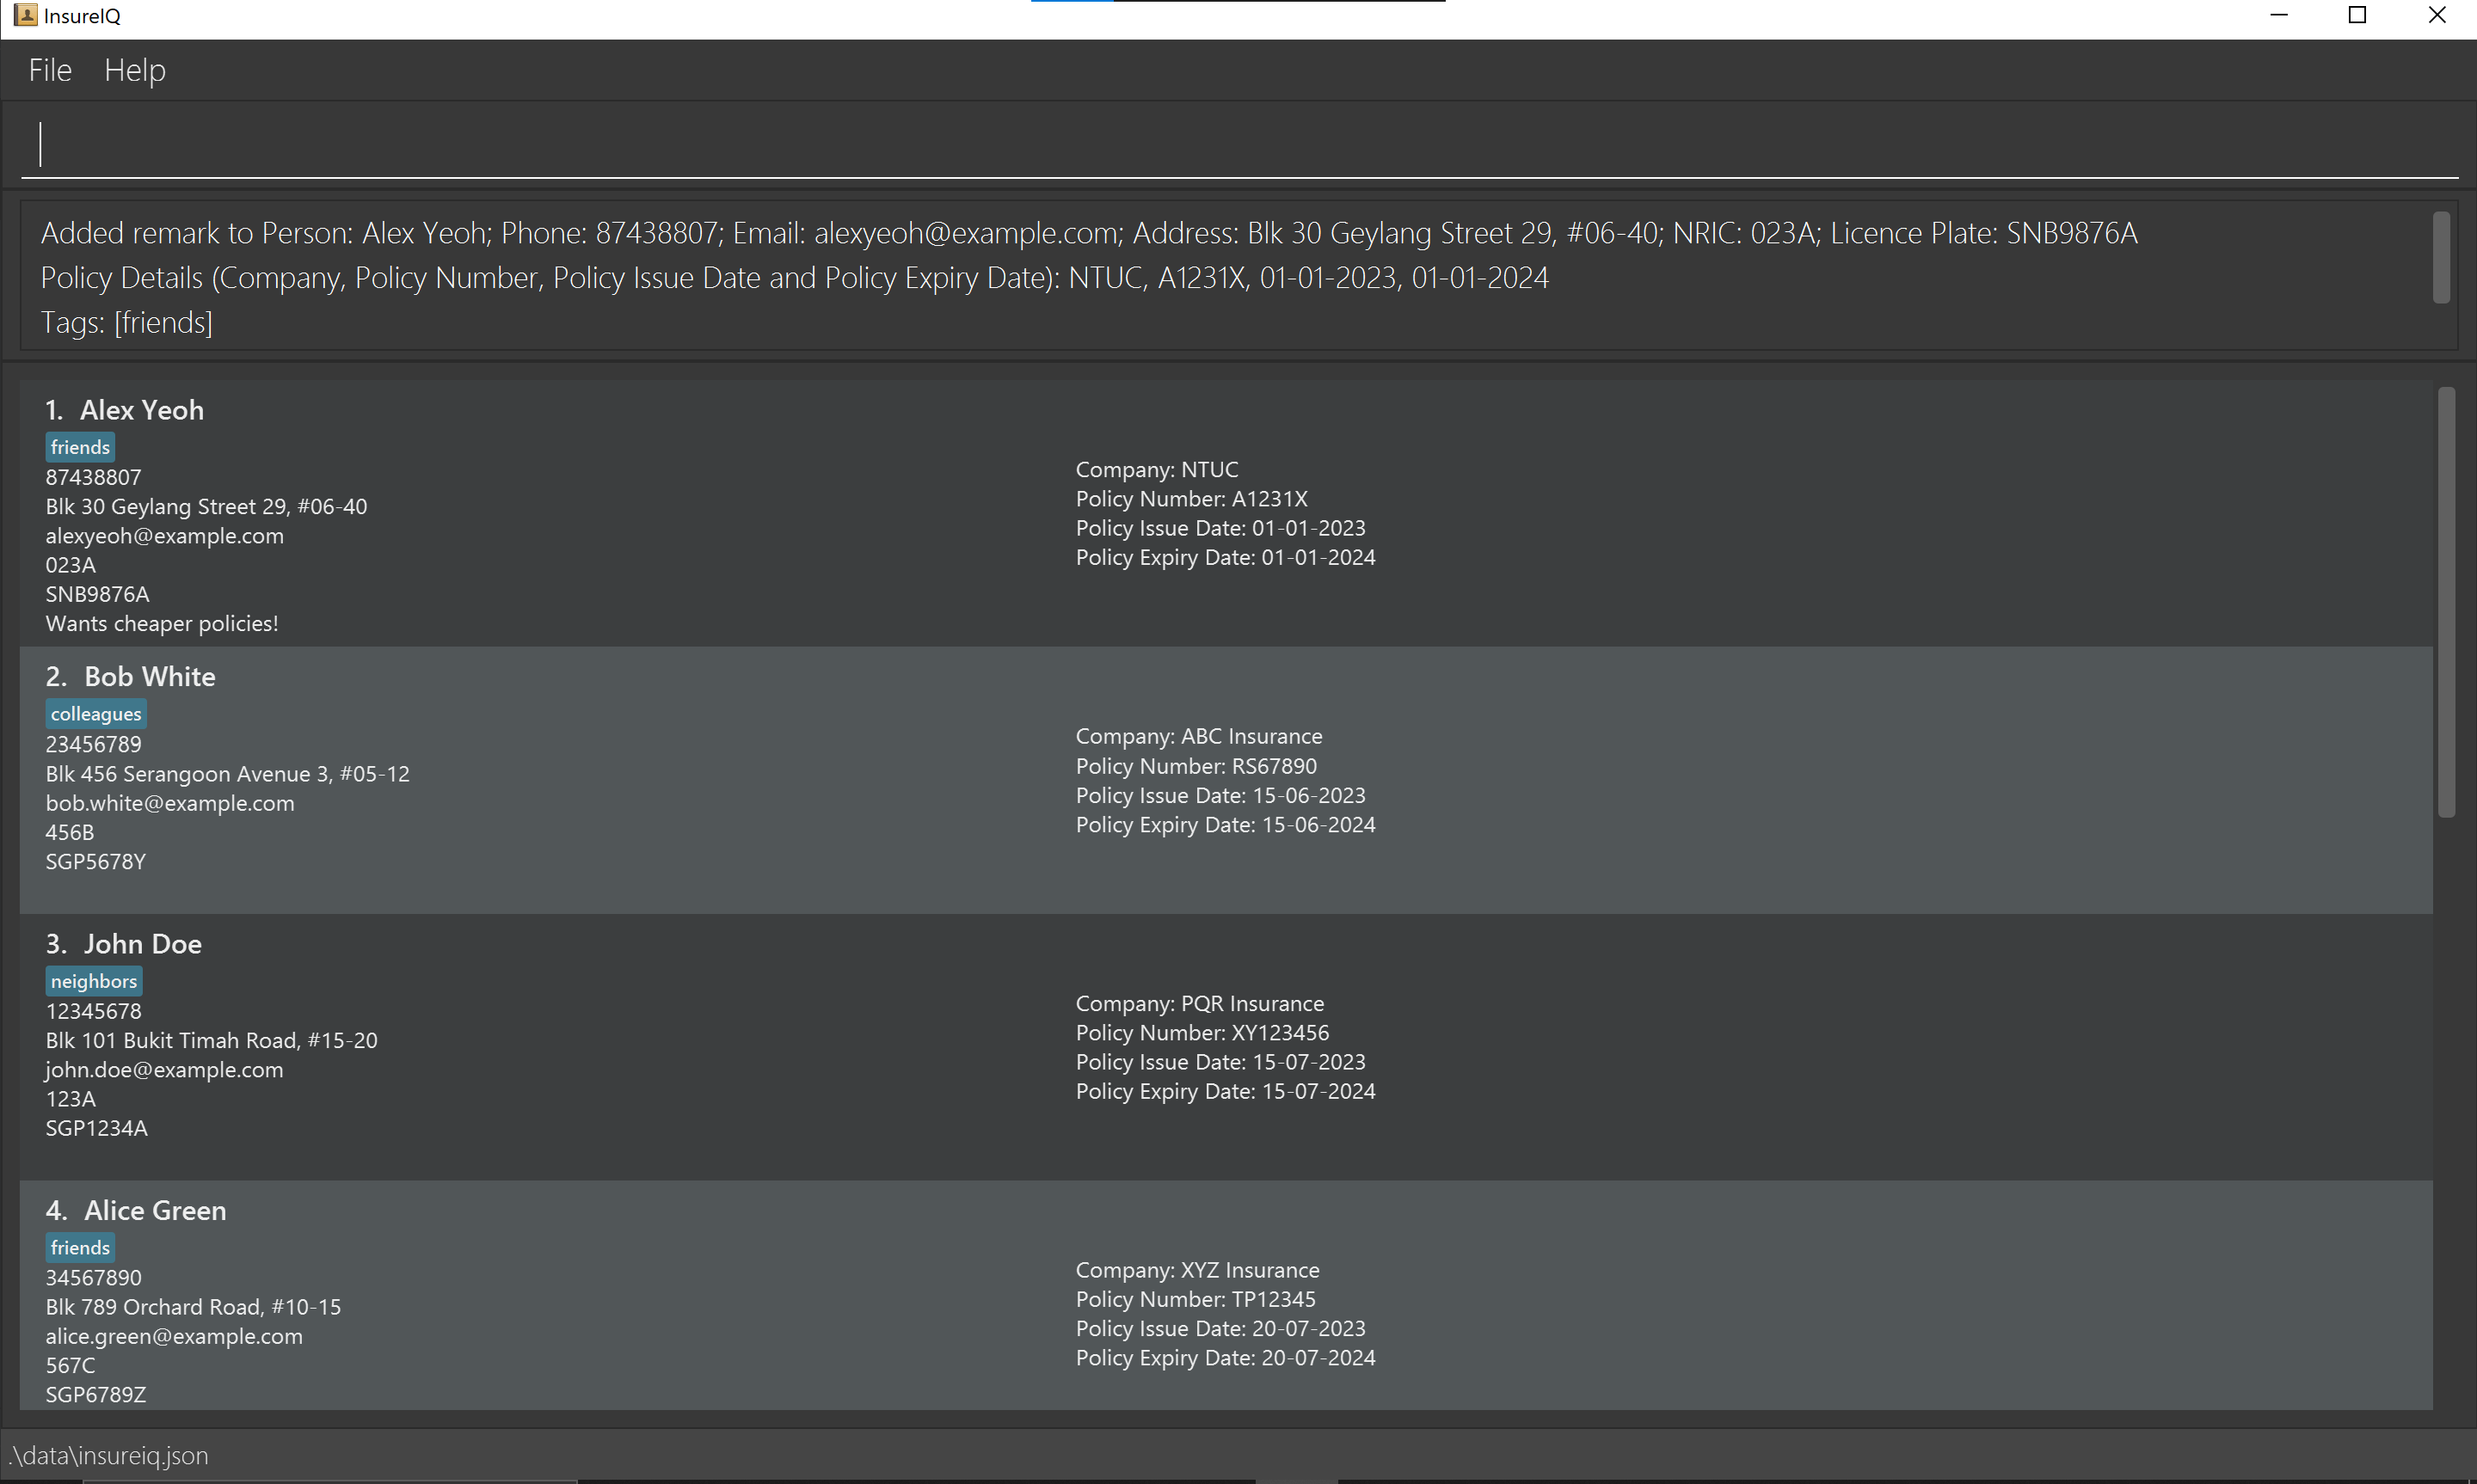 InsureIQ
File Help
Added remark to Person: Alex Yeoh; Phone: 87438807; Email: alexyeoh@example.com; Address: Blk 30 Geylang Street 29, #06-40; NRIC: 023A; Licence Plate: SNB9876A
Policy Details (Company, Policy Number, Policy Issue Date and Policy Expiry Date): NTUC, A1231X, 01-01-2023, 01-01-2024
Tags: [friends]
1. Alex Yeoh
friends
87438807
Blk 30 Geylang Street 29, #06-40
alexyeoh@example.com
023A
SNB9876A
Wants cheaper policies!
Company: NTUC
Policy Number: A1231X
Policy Issue Date: 01-01-2023
Policy Expiry Date: 01-01-2024
2. Bob White
colleagues
23456789
Blk 456 Serangoon Avenue 3, #05-12
bob.white@example.com
456B
SGP5678Y
Company: ABC Insurance
Policy Number: RS67890
Policy Issue Date: 15-06-2023
Policy Expiry Date: 15-06-2024
3. John Doe
neighbors
12345678
Blk 101 Bukit Timah Road, #15-20
john.doe@example.com
123A
SGP1234A
Company: PQR Insurance
Policy Number: XY123456
Policy Issue Date: 15-07-2023
Policy Expiry Date: 15-07-2024
4. Alice Green
friends
34567890
Blk 789 Orchard Road, #10-15
alice.green@example.com
567C
SGP6789Z
Company: XYZ Insurance
Policy Number: TP12345
Policy Issue Date: 20-07-2023
Policy Expiry Date: 20-07-2024
.\data\insureiq.json